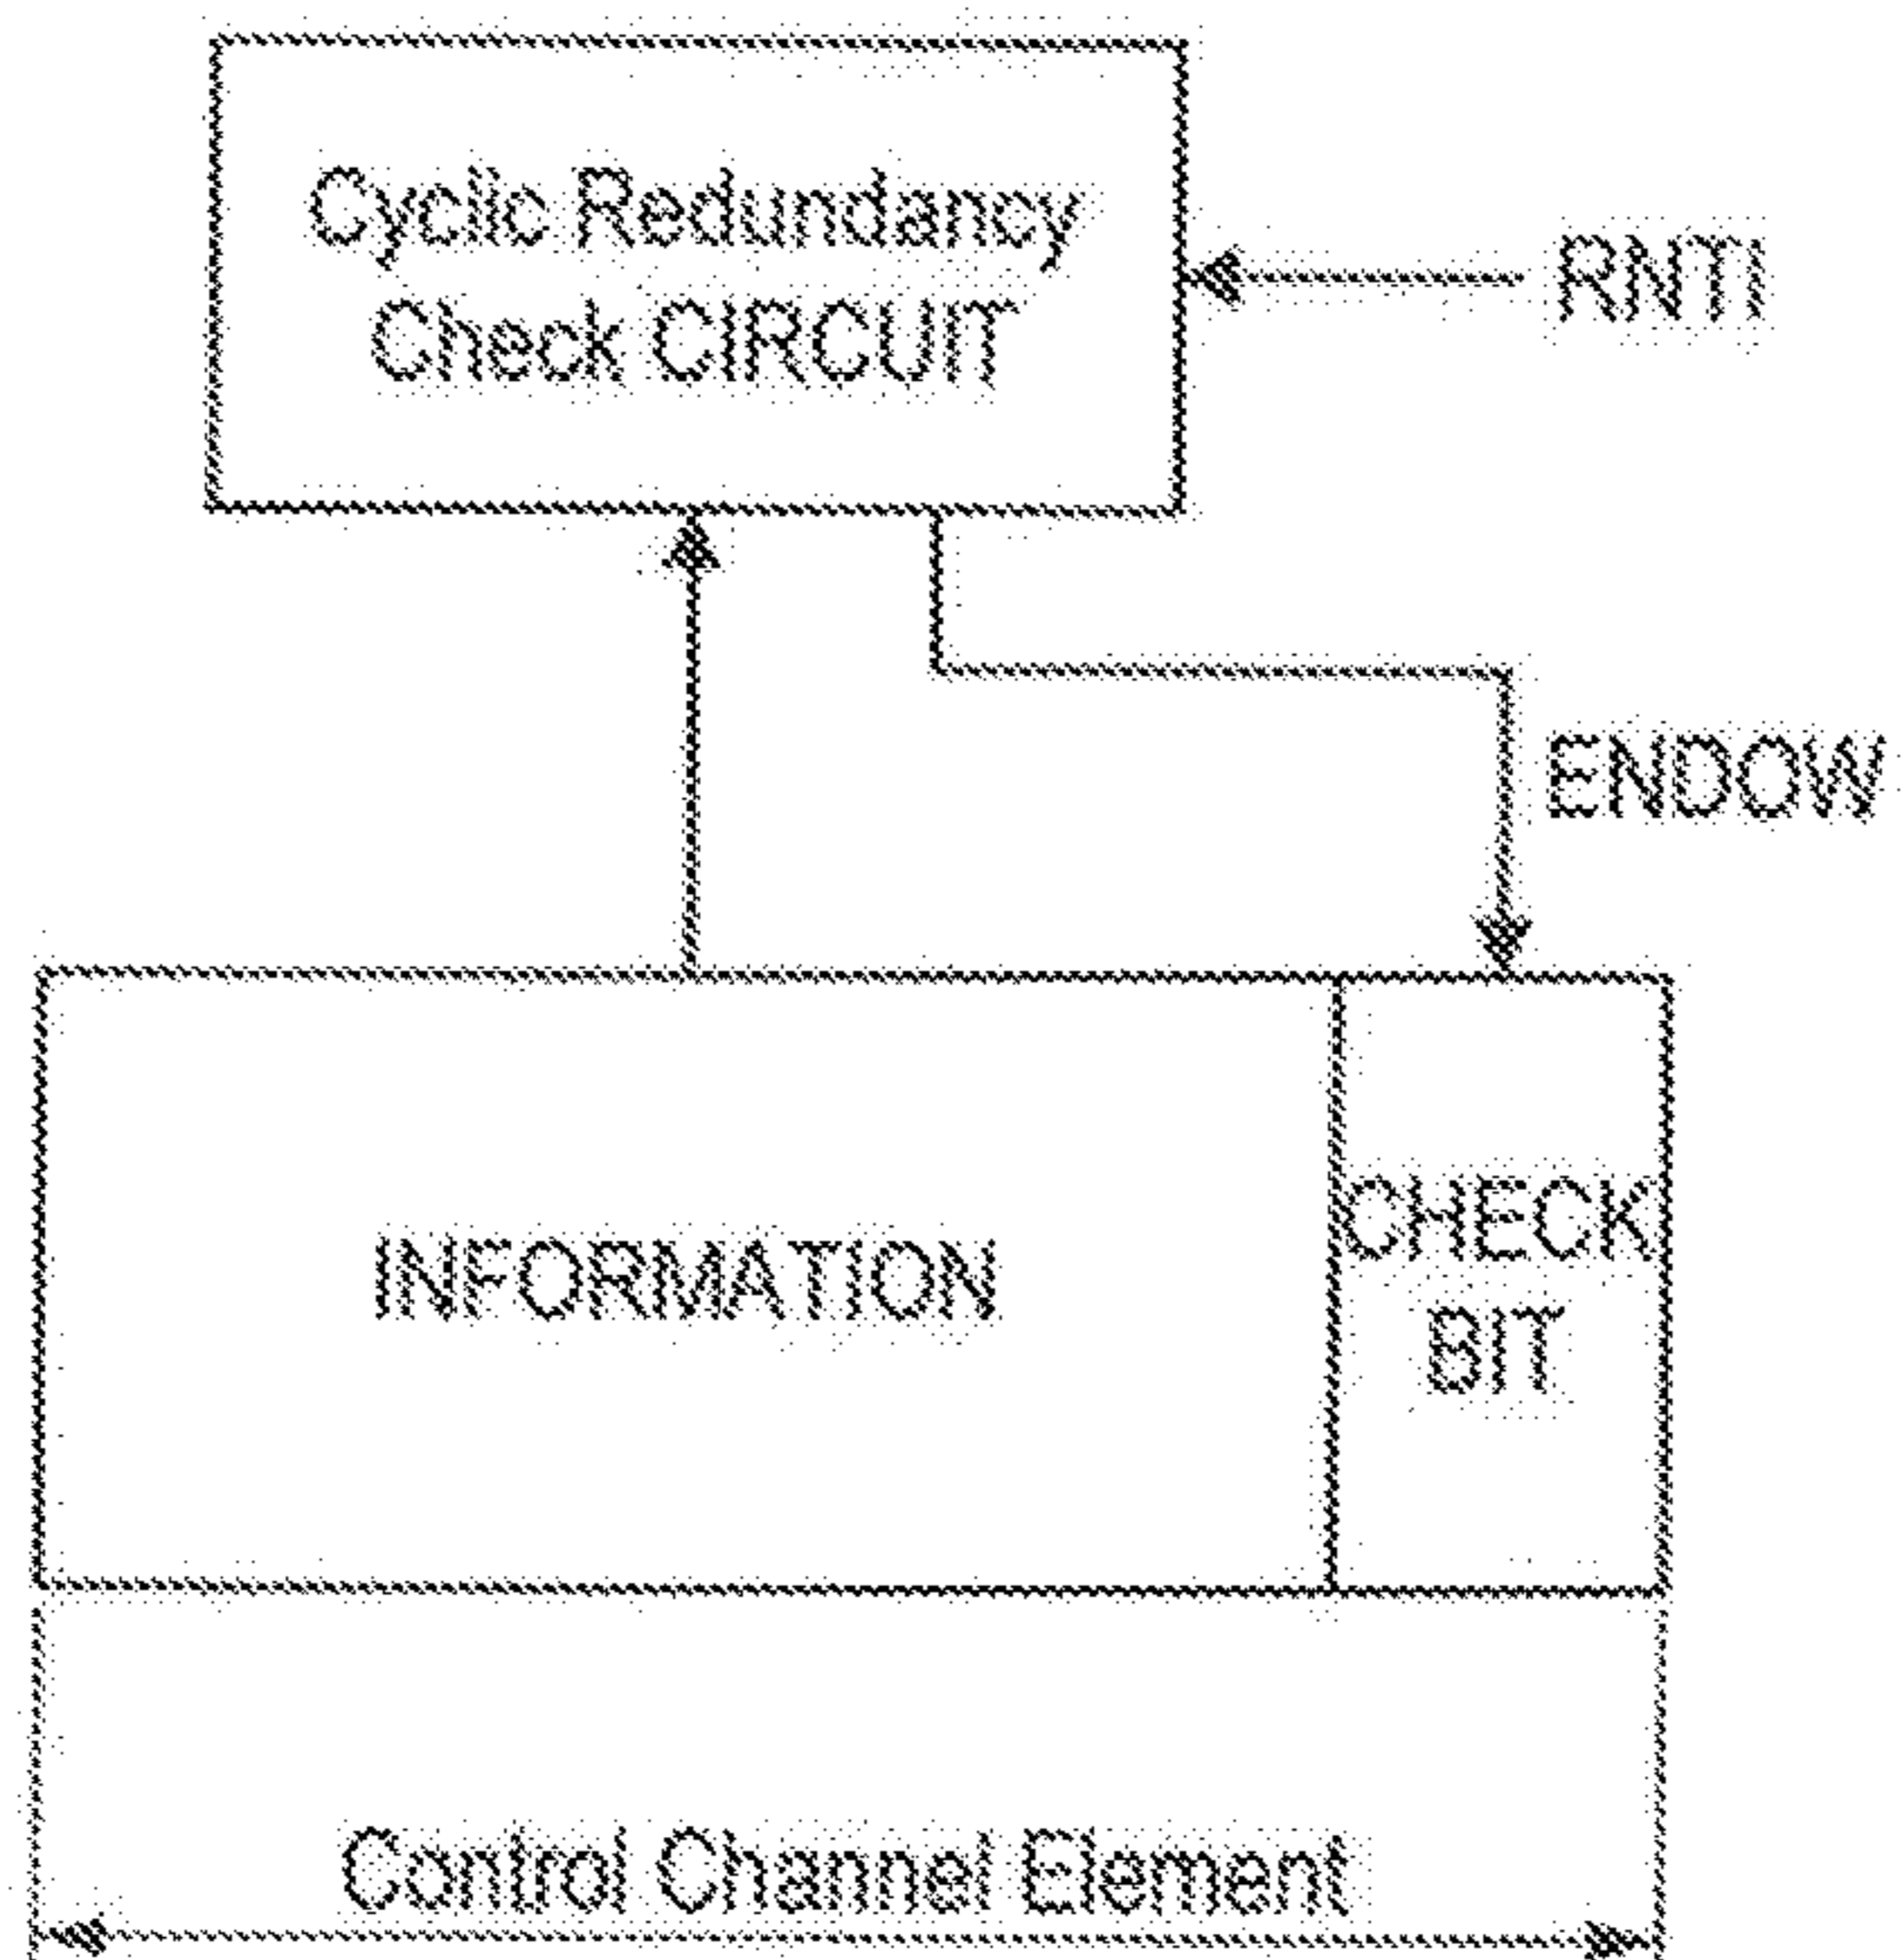 Cyclic Redundancy
Check CIRCUIT
RNTI
ENDOW
INFORMATION
CHECK
BIT
Control Channel Element